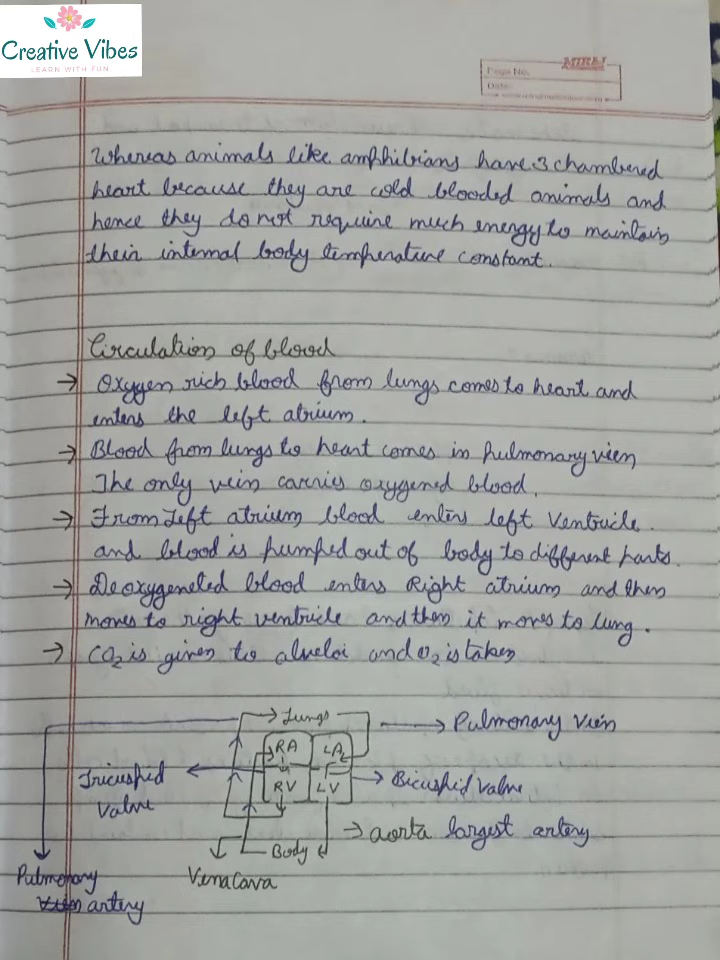 Creative Vibes
LEARN WITH FUN
MIRAJ
Page No.
Date:
Whereas animals like amphibians have 3 chambered
heart because they are cold blooded animals and
hence they do not require much energy to maintain
their internal body temperature constant.
Circulation of blood
→ Oxygen rich blood from lungs comes to heart and
enters the left atrium.
→ Blood from lungs to heart comes in pulmonary vien
The only vein carries oxygened blood.
→ From Left atrium blood enters left ventricle.
and blood is pumped out of body to different parts.
→ Deoxygeneted blood enters Right atrium and then
moves to right ventricle and then it moves to lung.
→ CO2 is given to alveloi and O2 is taken
→ Lungs → Pulmonary Vien
RA LA
Tricuspid ← → Bicuspid Valve
valve RV LV
→ aorta largest artery
Body
Pulmonary Vena Cava
artery